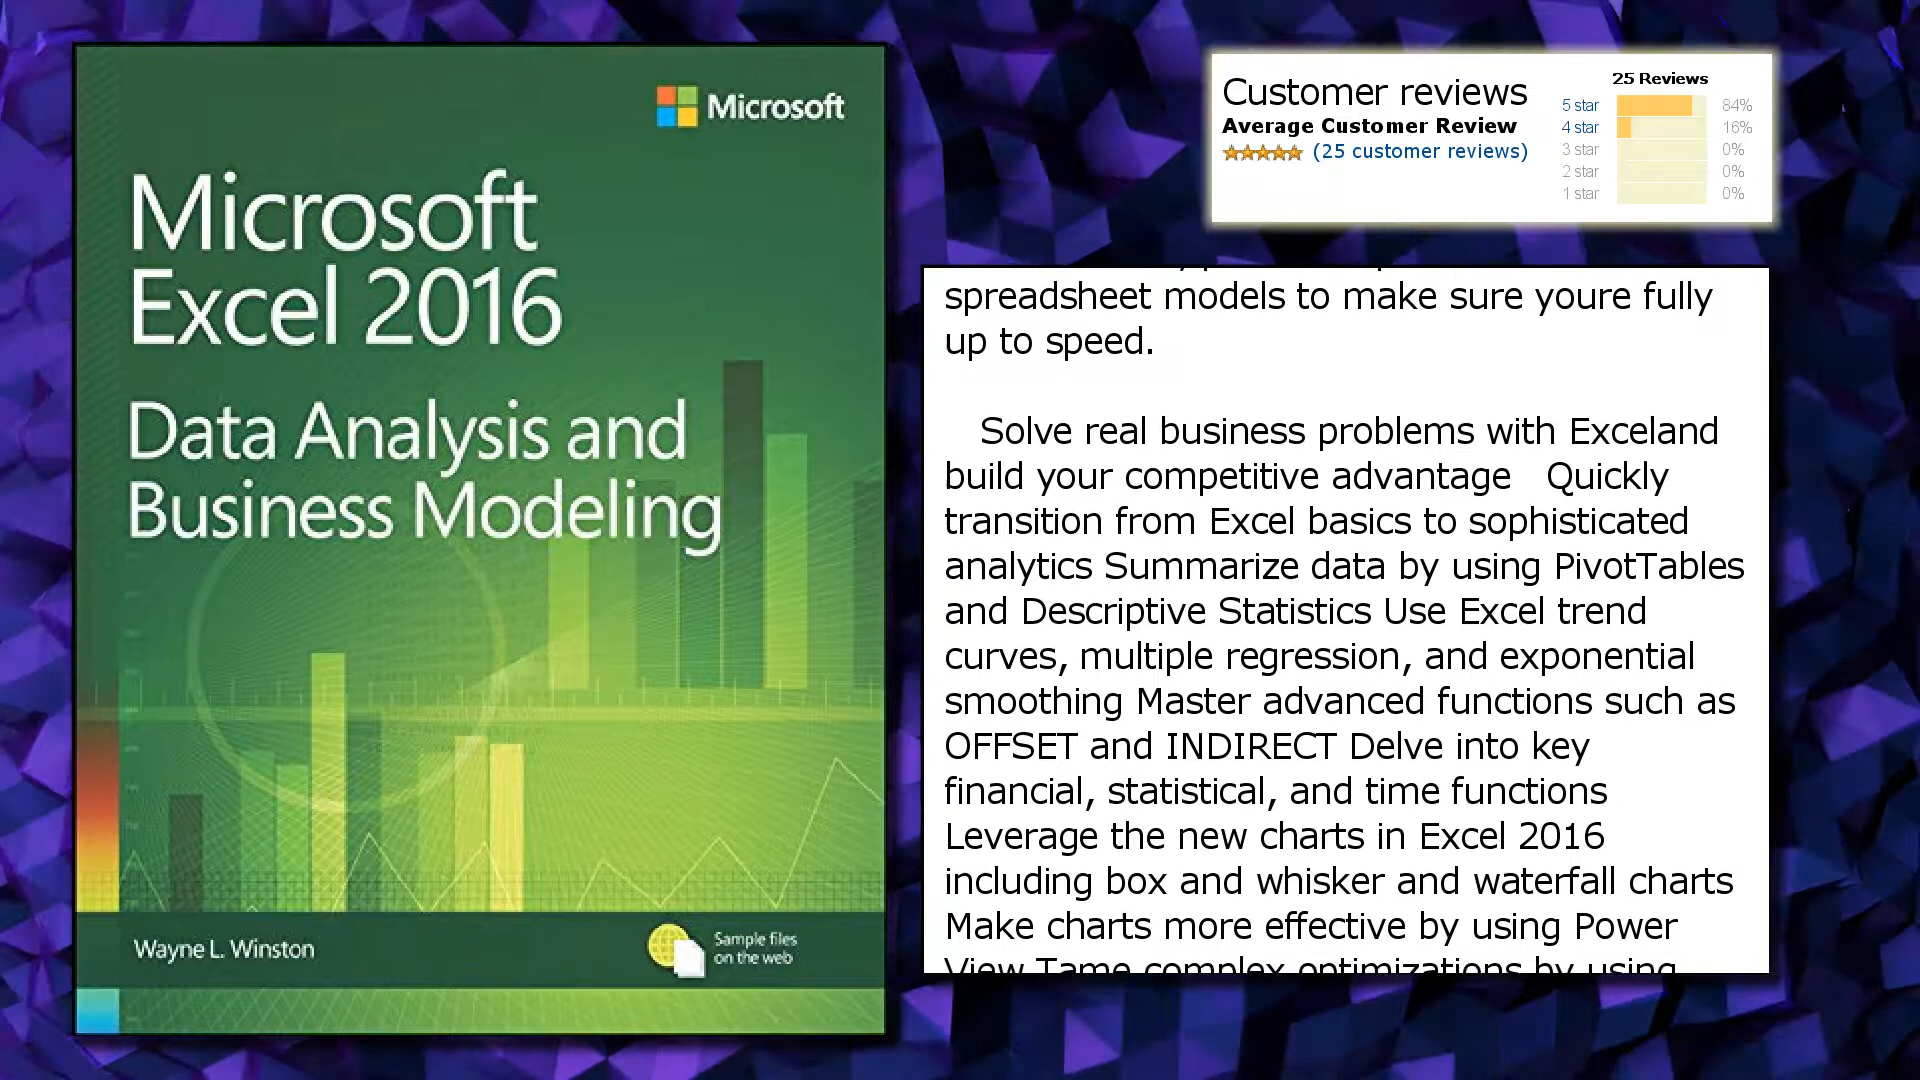 Microsoft
Microsoft
Excel 2016
Data Analysis and
Business Modeling
Wayne L. Winston
Sample files
on the web
Customer reviews
Average Customer Review
(25 customer reviews)
25 Reviews
5 star 84%
4 star 16%
3 star 0%
2 star 0%
1 star 0%
spreadsheet models to make sure youre fully
up to speed.
Solve real business problems with Exceland
build your competitive advantage Quickly
transition from Excel basics to sophisticated
analytics Summarize data by using PivotTables
and Descriptive Statistics Use Excel trend
curves, multiple regression, and exponential
smoothing Master advanced functions such as
OFFSET and INDIRECT Delve into key
financial, statistical, and time functions
Leverage the new charts in Excel 2016
including box and whisker and waterfall charts
Make charts more effective by using Power
View Tame complex optimizations by using